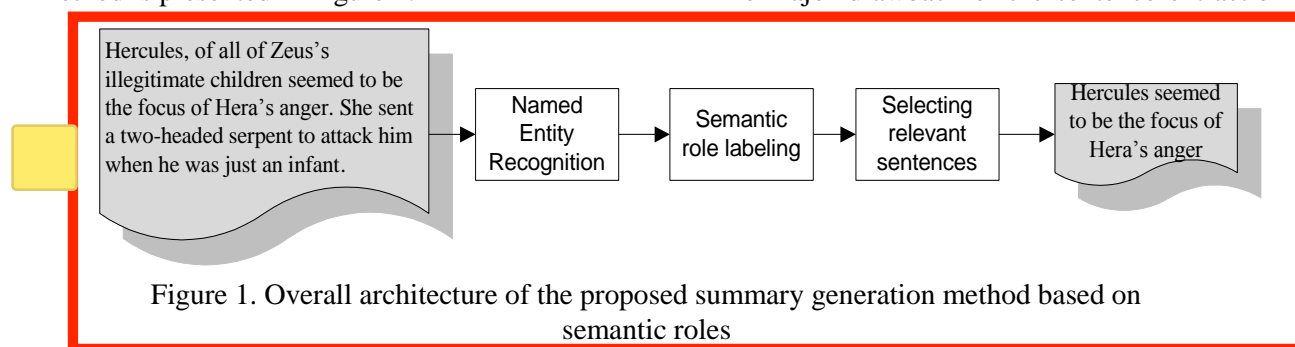 Hercules, of all of Zeus's
illegitimate children seemed to be
the focus of Hera's anger. She sent
a two-headed serpent to attack him
when he was just an infant.
Named
Entity
Recognition
Semantic
role labeling
Selecting
relevant
sentences
Hercules seemed
to be the focus of
Hera's anger
Figure 1. Overall architecture of the proposed summary generation method based on
semantic roles